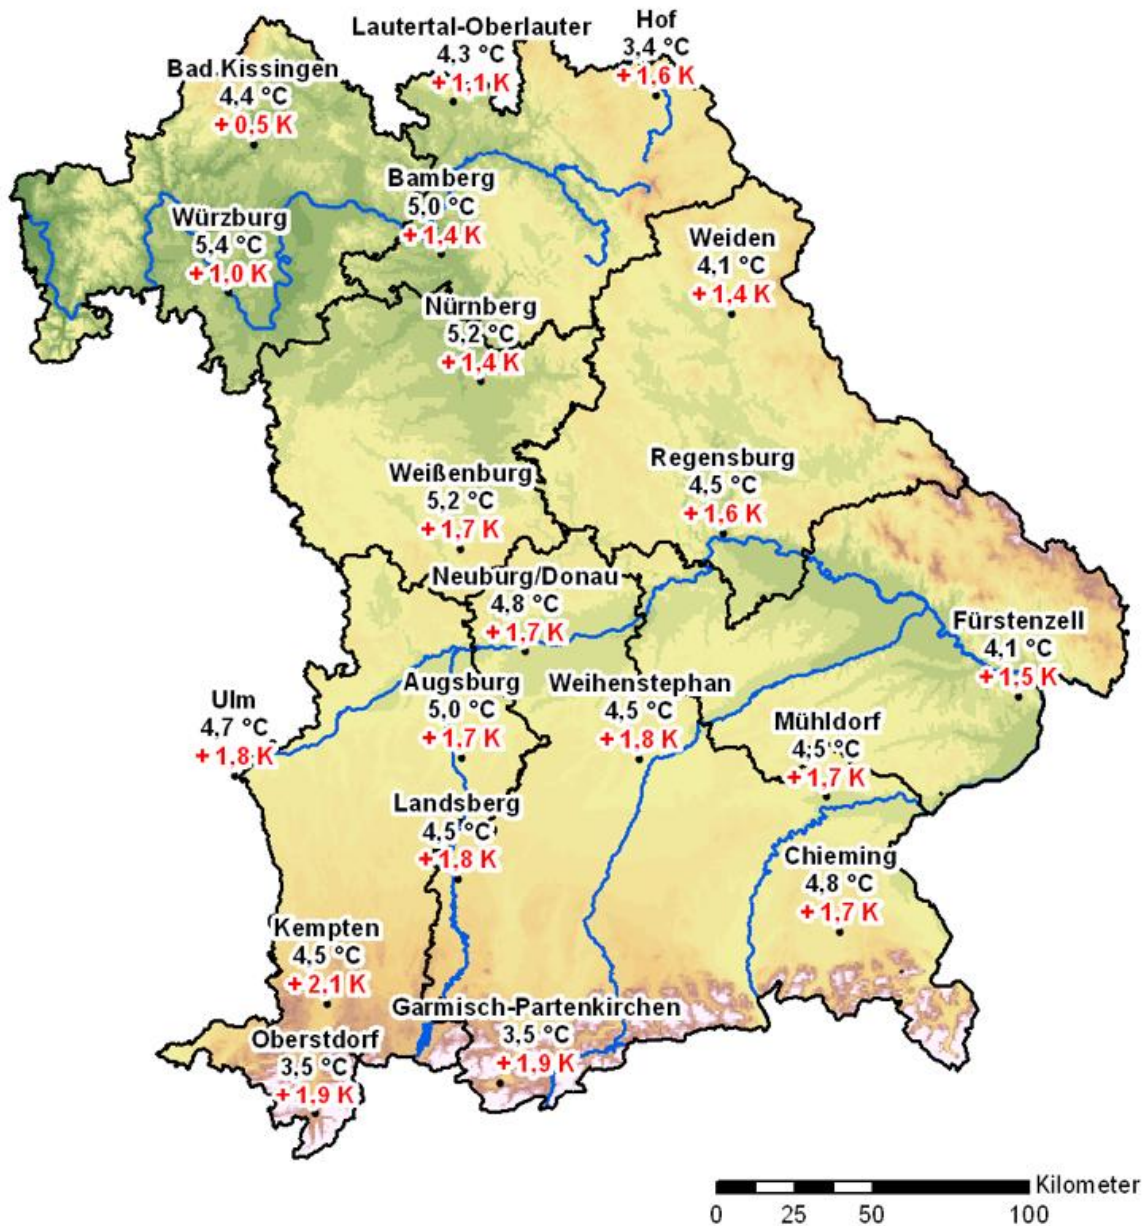 Lautertal-Oberlauter
4,3 °C
+ 1,1 K
Hof
3,4 °C
+ 1,6 K
Bad Kissingen
4,4 °C
+ 0,5 K
Bamberg
5,0 °C
+ 1,4 K
Würzburg
5,4 °C
+ 1,0 K
Weiden
4,1 °C
+ 1,4 K
Nürnberg
5,2 °C
+ 1,4 K
Weißenburg
5,2 °C
+ 1,7 K
Regensburg
4,5 °C
+ 1,6 K
Neuburg/Donau
4,8 °C
+ 1,7 K
Fürstenzell
4,1 °C
+ 1,5 K
Ulm
4,7 °C
+ 1,8 K
Augsburg
5,0 °C
+ 1,7 K
Weihenstephan
4,5 °C
+ 1,8 K
Mühldorf
4,5 °C
+ 1,7 K
Landsberg
4,5 °C
+ 1,8 K
Chieming
4,8 °C
+ 1,7 K
Kempten
4,5 °C
+ 2,1 K
Garmisch-Partenkirchen
3,5 °C
+ 1,9 K
Oberstdorf
3,5 °C
+ 1,9 K
Kilometer
0 25 50 100